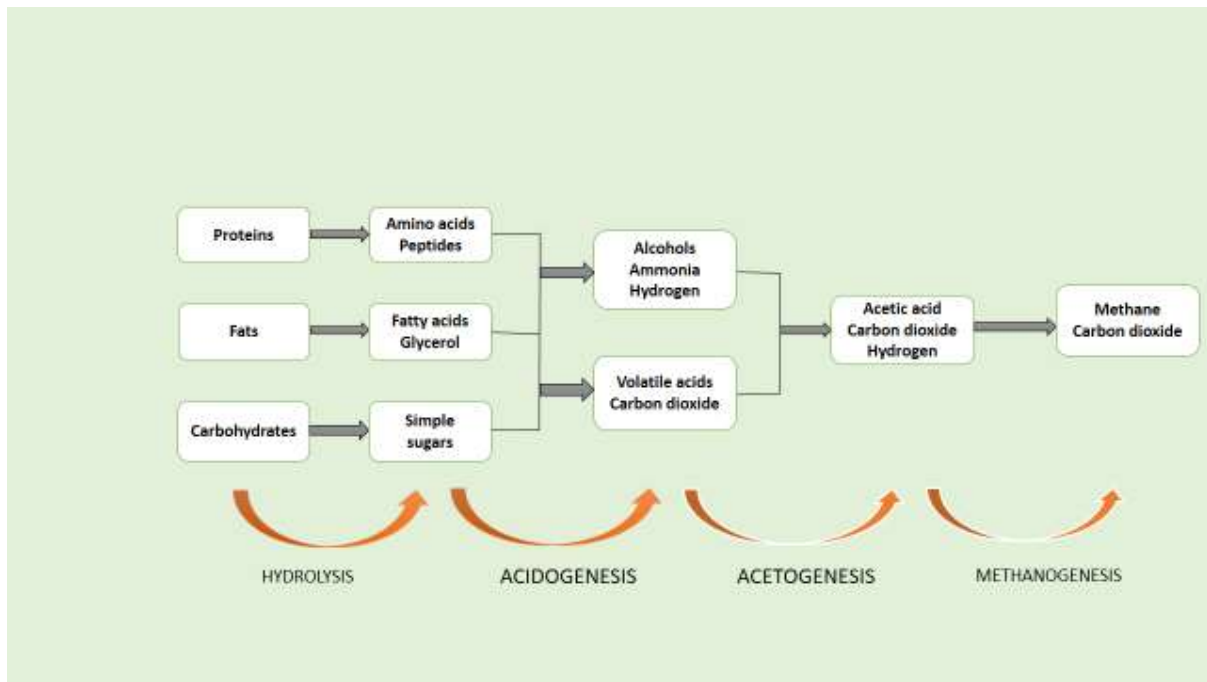 Proteins
Amino acids
Peptides
Fats
Fatty acids
Glycerol
Carbohydrates
Simple
sugars
Alcohols
Ammonia
Hydrogen
Volatile acids
Carbon dioxide
Acetic acid
Carbon dioxide
Hydrogen
Methane
Carbon dioxide
HYDROLYSIS
ACIDOGENESIS
ACETOGENESIS
METHANOGENESIS